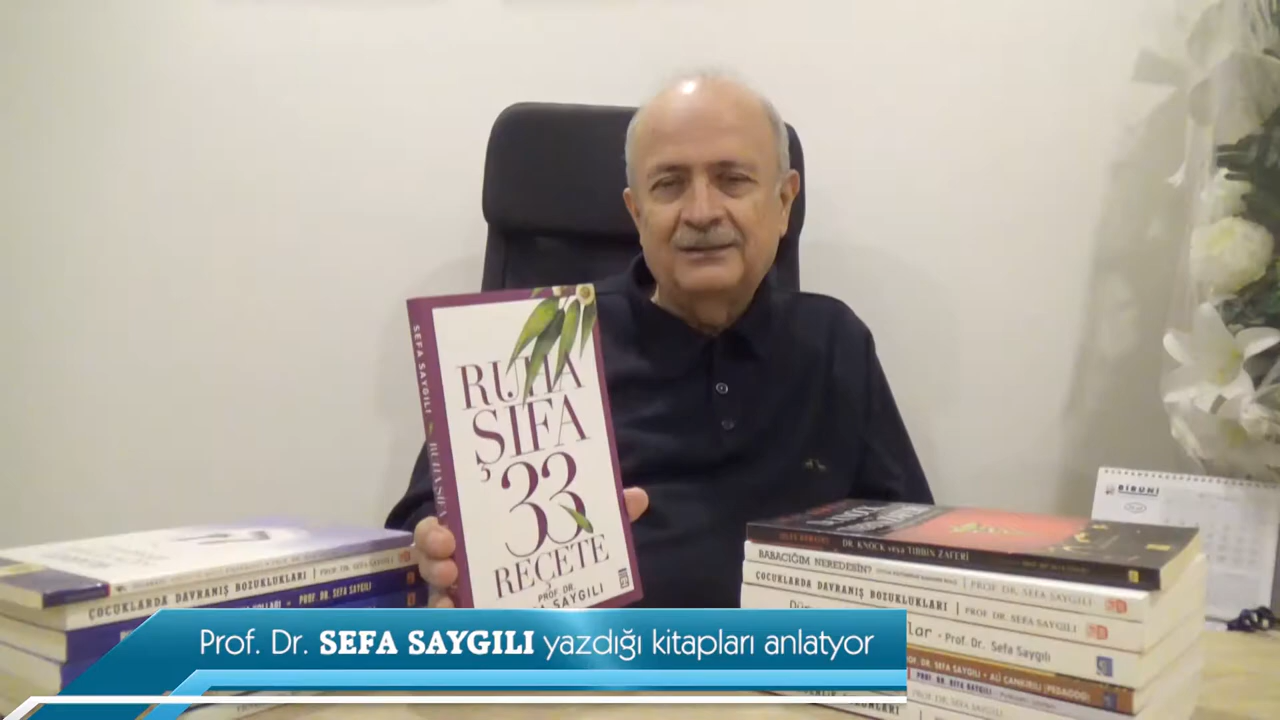 SEFA SAYGILI RUHA ŞİFA
RUHA
ŞİFA
33
REÇETE
PROF. DR.
SAYGILI
ÇOCUKLARDA DAVRANIŞ BOZUKLUKLARI | PROF. DR. SEFA SAYGILI
PROF. DR. SEFA SAYGILI
BİRUNİ
DR. KNOCK veya TIBBIN ZAFERİ
BABACIĞIM NEREDESİN? | PROF. DR. SEFA SAYGILI
ÇOCUKLARDA DAVRANIŞ BOZUKLUKLARI | PROF. DR. SEFA SAYGILI
Prof. Dr. Sefa Saygılı
PROF. DR. SEFA SAYGILI - ALİ ÇANKIRILI (PEDAGOG)
Prof. Dr. SEFA SAYGILI yazdığı kitapları anlatyor